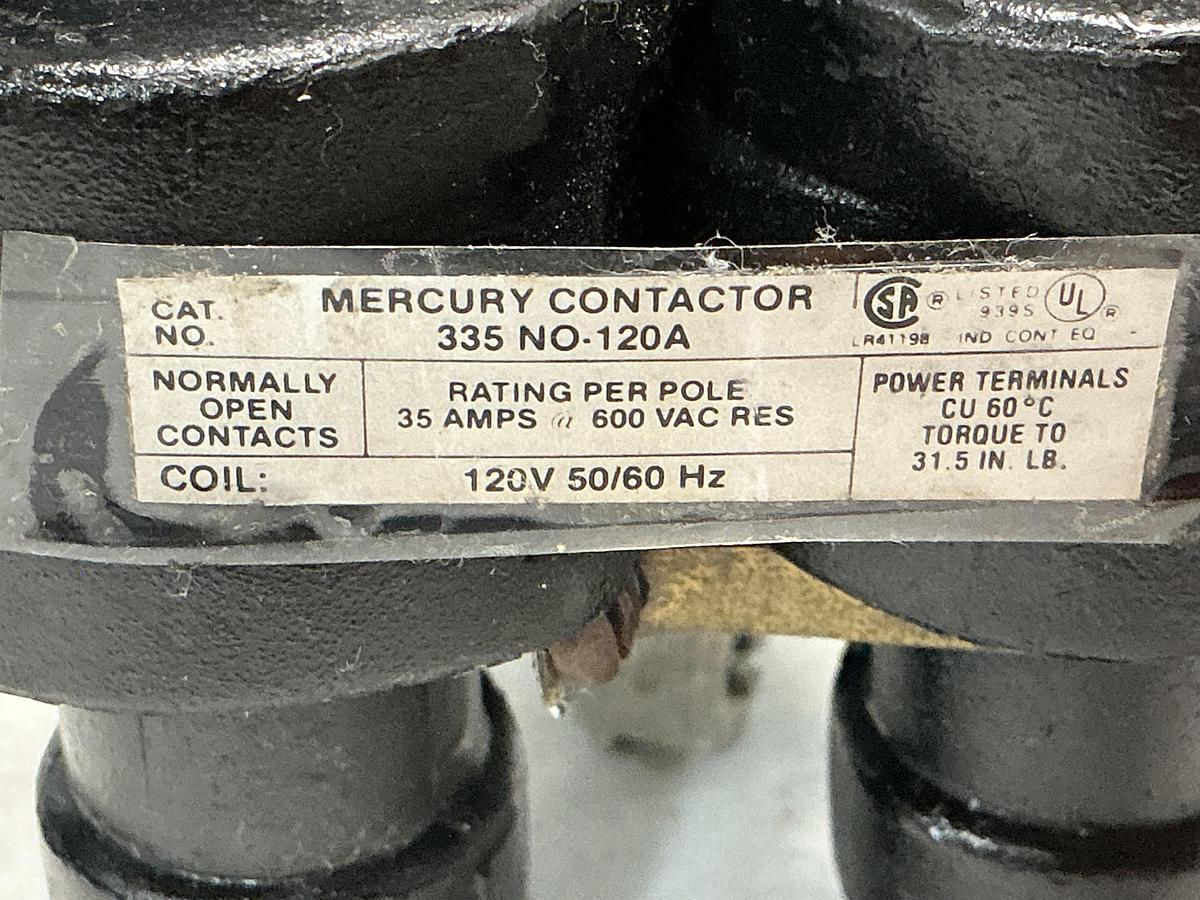 CAT.
NO.
MERCURY CONTACTOR
335 NO-120A
SA ® LISTED UL ®
939S
LR41198 IND CONT EQ
NORMALLY
OPEN
CONTACTS
RATING PER POLE
35 AMPS @ 600 VAC RES
POWER TERMINALS
CU 60°C
TORQUE TO
31.5 IN. LB.
COIL: 120V 50/60 Hz